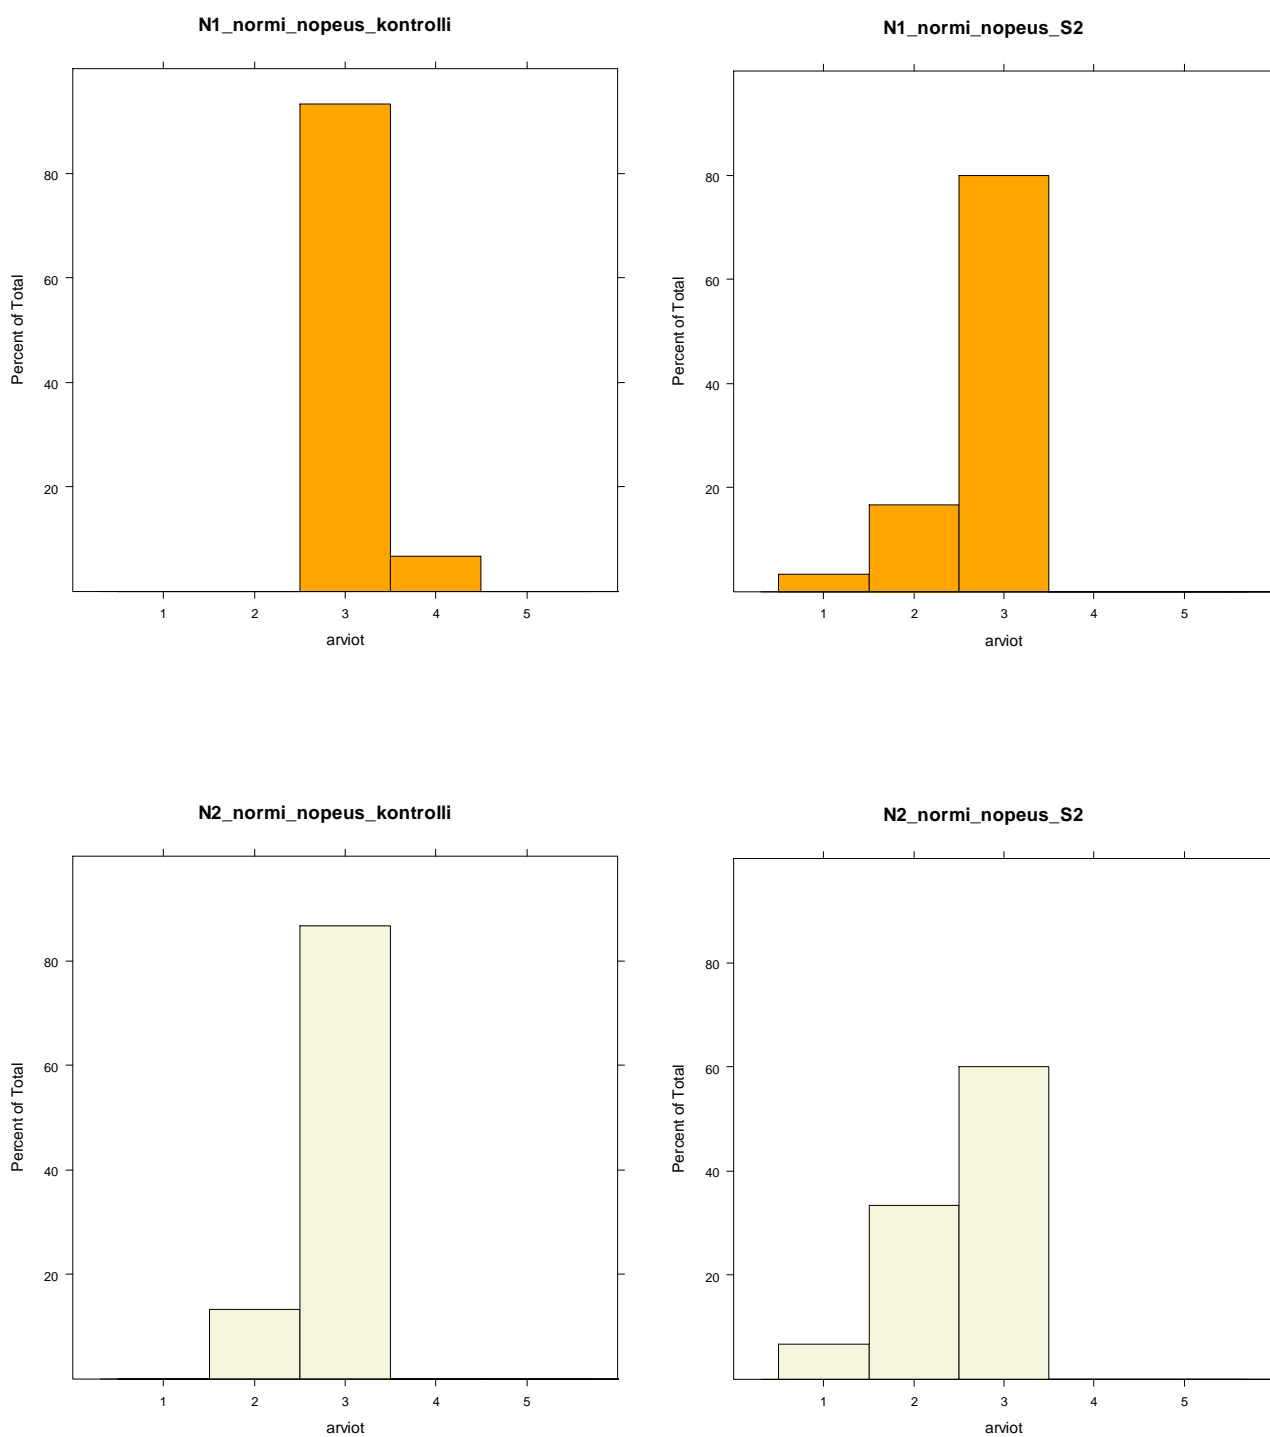 N1_normi_nopeus_kontrolli
Percent of Total
80
60
40
20
1 2 3 4 5
arviot
N1_normi_nopeus_S2
Percent of Total
80
60
40
20
1 2 3 4 5
arviot
N2_normi_nopeus_kontrolli
Percent of Total
80
60
40
20
1 2 3 4 5
arviot
N2_normi_nopeus_S2
Percent of Total
80
60
40
20
1 2 3 4 5
arviot